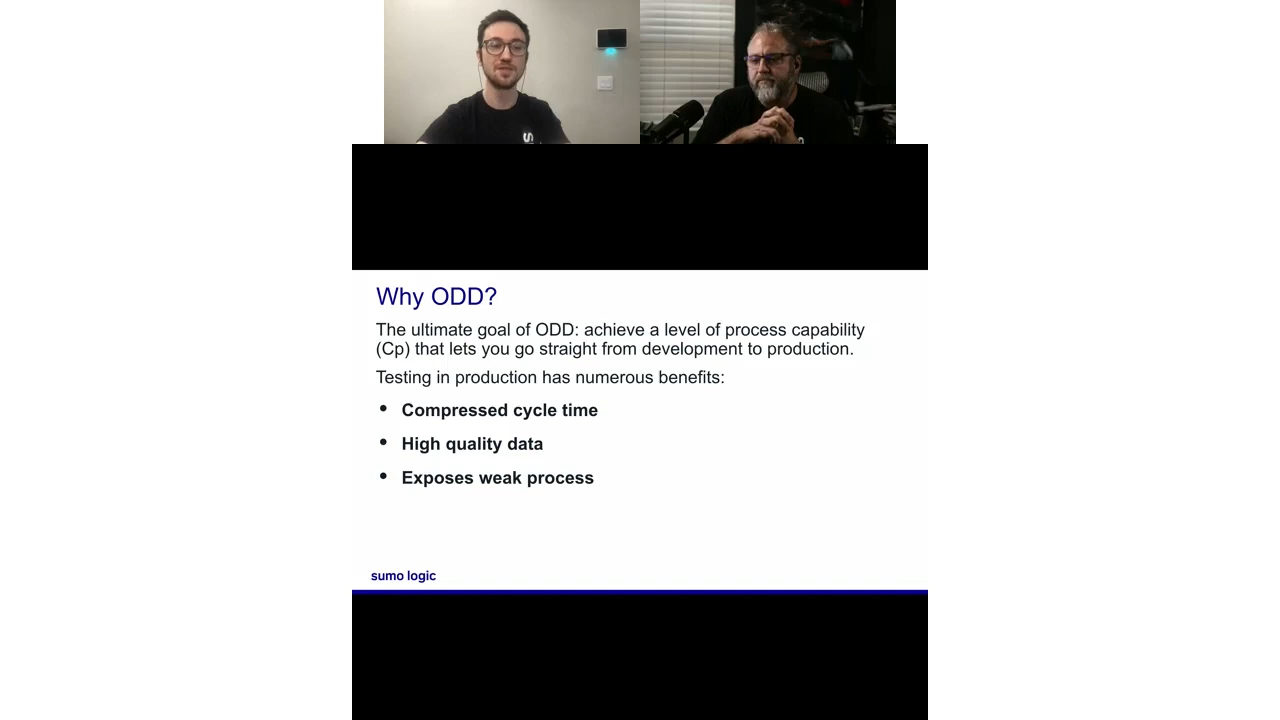 Why ODD?
The ultimate goal of ODD: achieve a level of process capability
(Cp) that lets you go straight from development to production.
Testing in production has numerous benefits:
• Compressed cycle time
• High quality data
• Exposes weak process
sumo logic